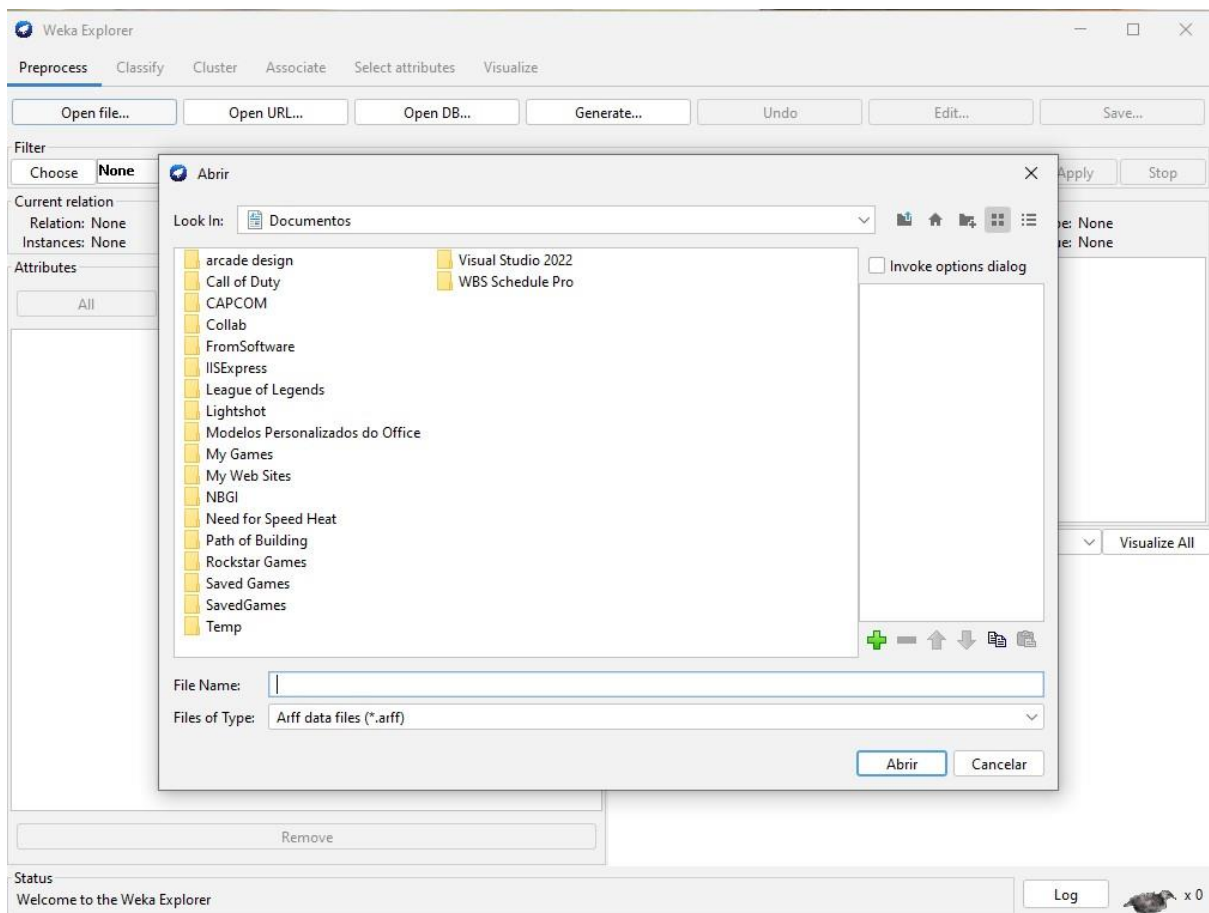 Weka Explorer
Preprocess Classify Cluster Associate Select attributes Visualize
Open file... Open URL... Open DB... Generate... Undo Edit... Save...
Filter
Choose None Apply Stop
Current relation
Relation: None
Instances: None
pe: None
ue: None
Attributes
All
Abrir
Look In: Documentos
arcade design
Call of Duty
CAPCOM
Collab
FromSoftware
IISExpress
League of Legends
Lightshot
Modelos Personalizados do Office
My Games
My Web Sites
NBGI
Need for Speed Heat
Path of Building
Rockstar Games
Saved Games
SavedGames
Temp
Visual Studio 2022
WBS Schedule Pro
Invoke options dialog
File Name:
Files of Type: Arff data files (*.arff)
Abrir Cancelar
Visualize All
Remove
Status
Welcome to the Weka Explorer
Log x 0